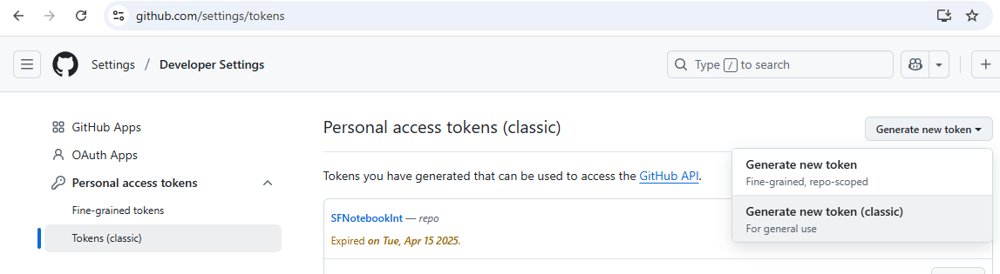 github.com/settings/tokens
Settings / Developer Settings
Type / to search
GitHub Apps
OAuth Apps
Personal access tokens
Fine-grained tokens
Tokens (classic)
Personal access tokens (classic)
Generate new token
Generate new token
Fine-grained, repo-scoped
Generate new token (classic)
For general use
Tokens you have generated that can be used to access the GitHub API.
SFNotebookInt — repo
Expired on Tue, Apr 15 2025.